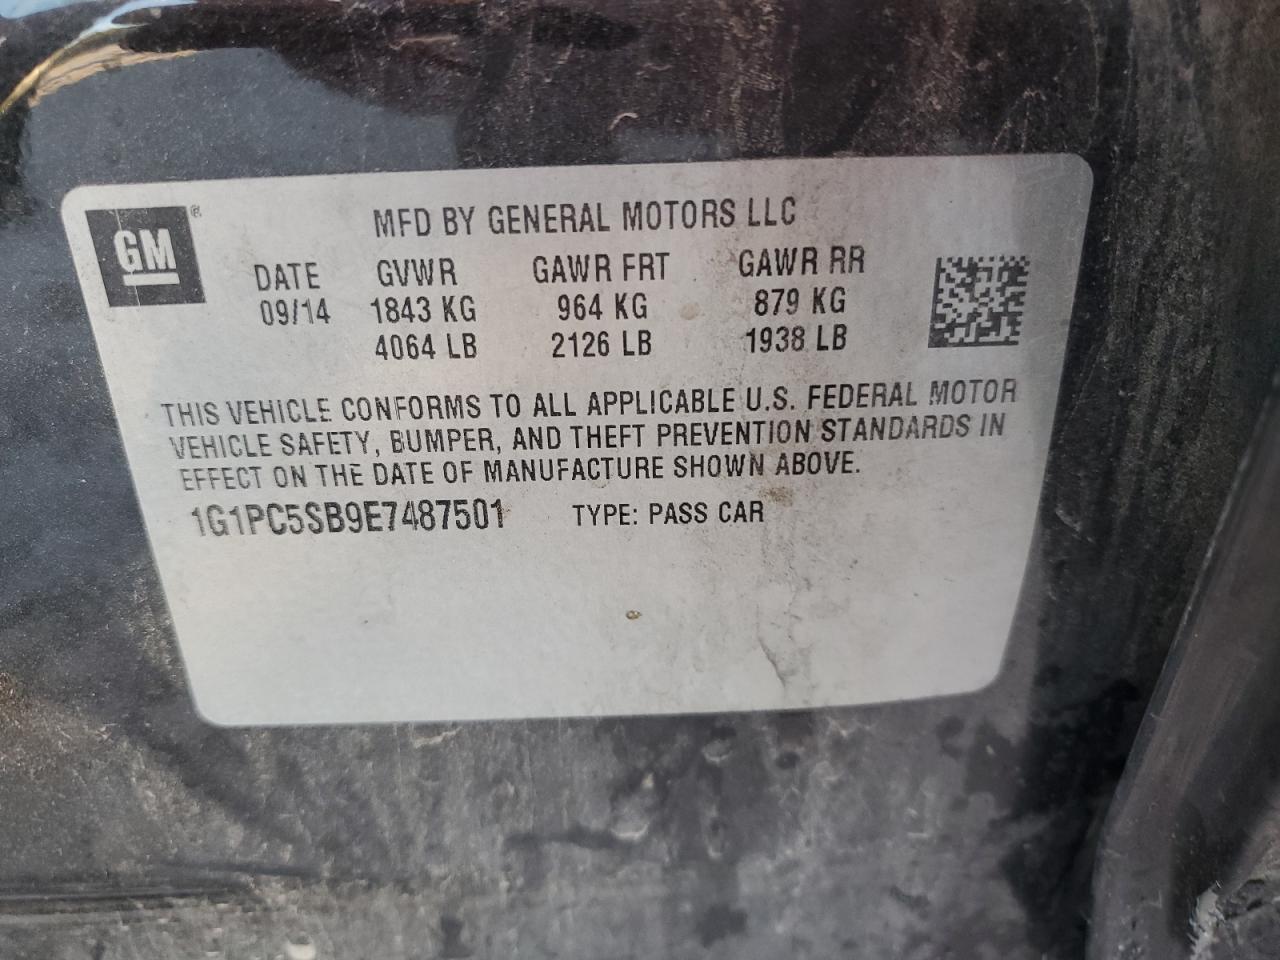 GM ®
MFD BY GENERAL MOTORS LLC
DATE GVWR GAWR FRT GAWR RR
09/14 1843 KG 964 KG 879 KG
4064 LB 2126 LB 1938 LB
THIS VEHICLE CONFORMS TO ALL APPLICABLE U.S. FEDERAL MOTOR
VEHICLE SAFETY, BUMPER, AND THEFT PREVENTION STANDARDS IN
EFFECT ON THE DATE OF MANUFACTURE SHOWN ABOVE.
1G1PC5SB9E7487501 TYPE: PASS CAR